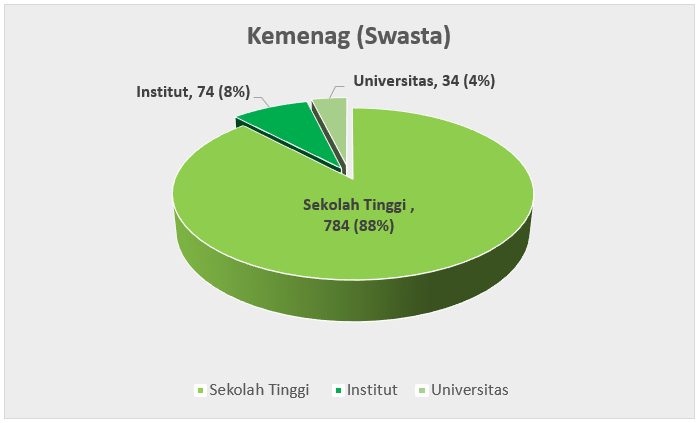 Kemenag (Swasta)
Institut, 74 (8%)
Universitas, 34 (4%)
Sekolah Tinggi ,
784 (88%)
Sekolah Tinggi
Institut
Universitas